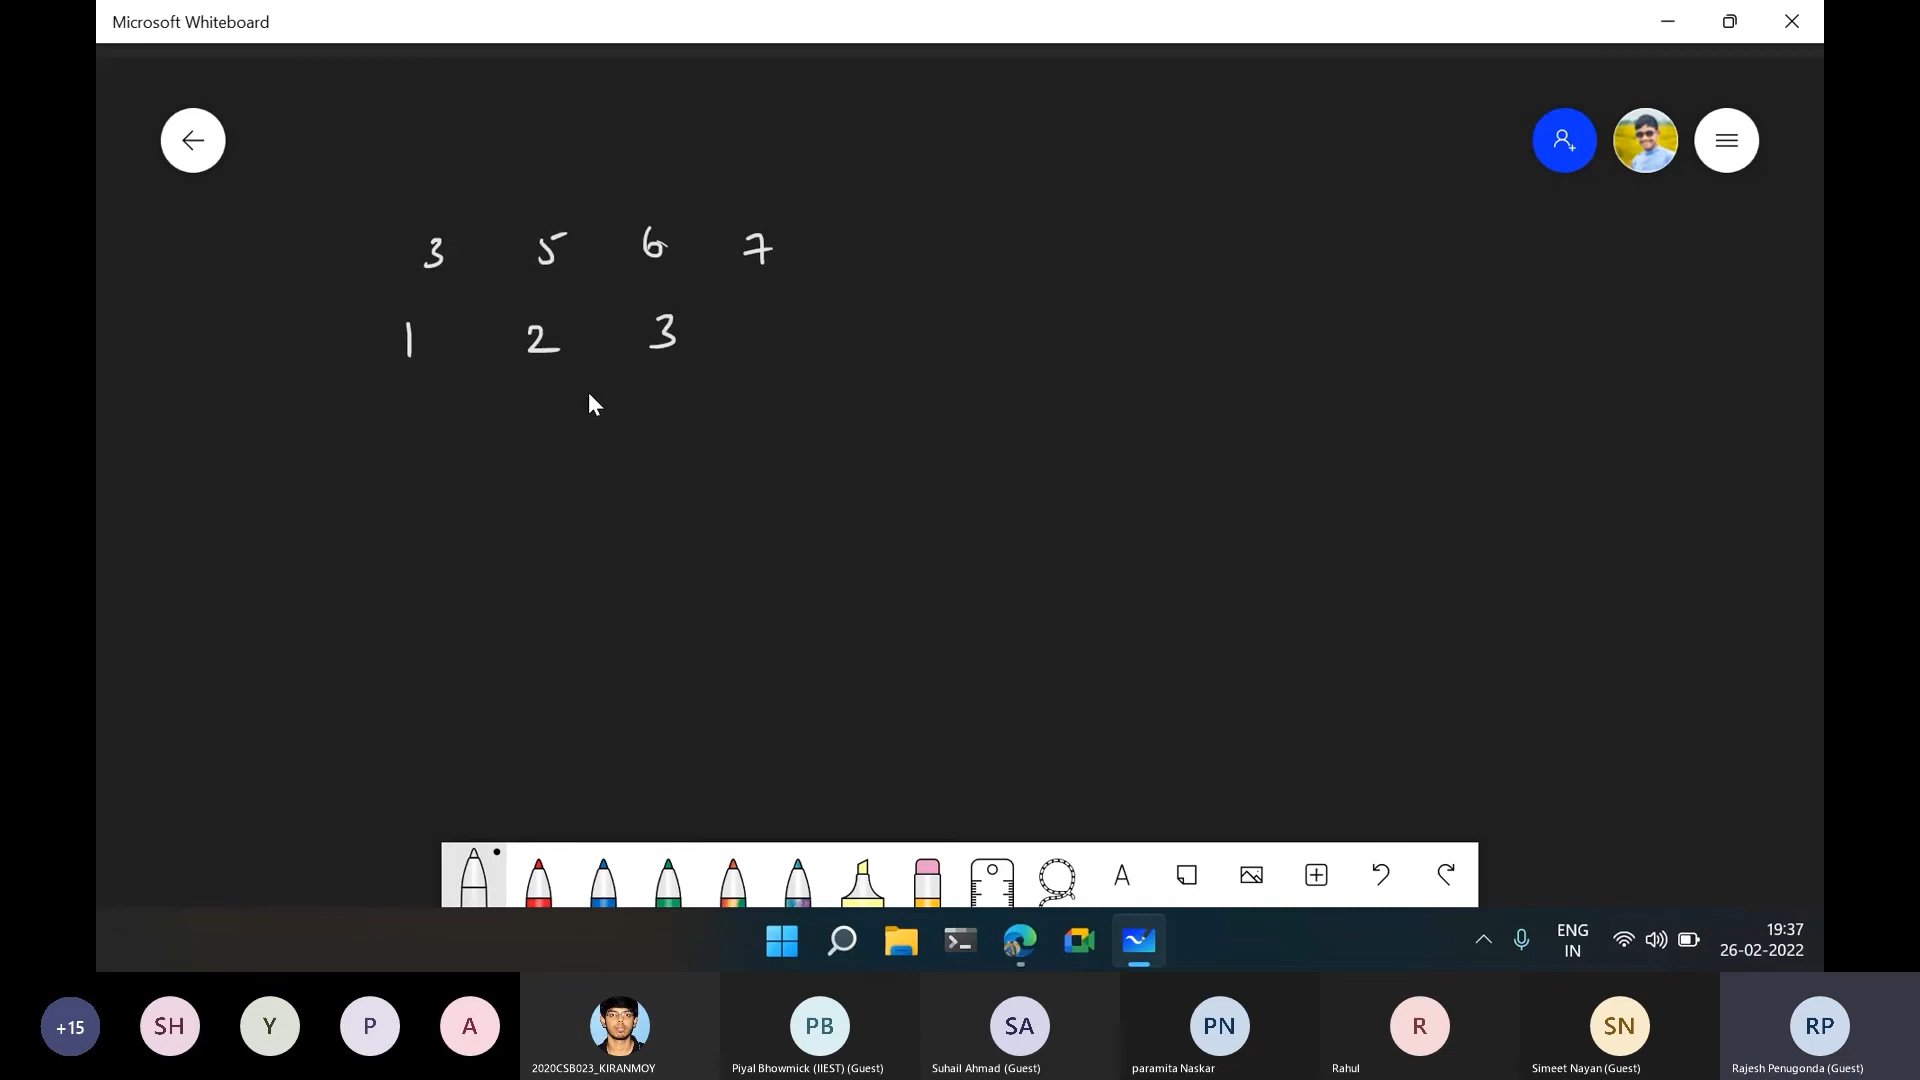 Microsoft Whiteboard
3 5 6 7
1 2 3
A
ENG
IN
19:37
26-02-2022
+15
SH
Y
P
A
PB
SA
PN
R
SN
RP
2020CSB023_KIRANMOY
Piyal Bhowmick (IIEST) (Guest)
Suhail Ahmad (Guest)
paramita Naskar
Rahul
Simeet Nayan (Guest)
Rajesh Penugonda (Guest)